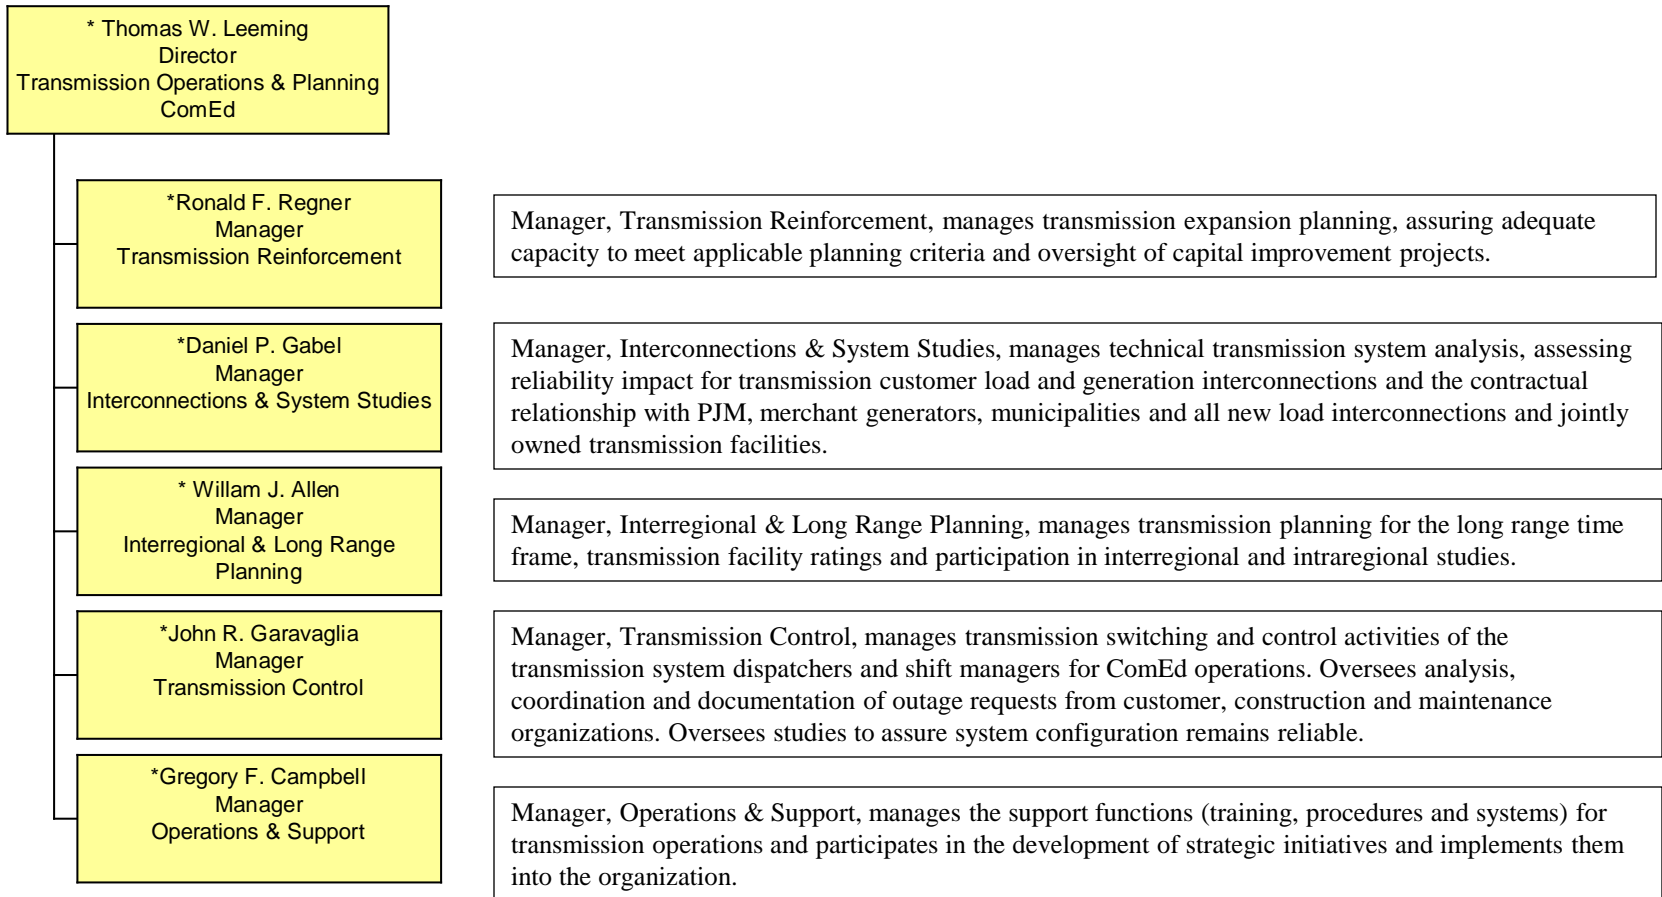 * Thomas W. Leeming
Director
Transmission Operations & Planning
ComEd
*Ronald F. Regner
Manager
Transmission Reinforcement
Manager, Transmission Reinforcement, manages transmission expansion planning, assuring adequate
capacity to meet applicable planning criteria and oversight of capital improvement projects.
*Daniel P. Gabel
Manager
Interconnections & System Studies
Manager, Interconnections & System Studies, manages technical transmission system analysis, assessing
reliability impact for transmission customer load and generation interconnections and the contractual
relationship with PJM, merchant generators, municipalities and all new load interconnections and jointly
owned transmission facilities.
* Willam J. Allen
Manager
Interregional & Long Range
Planning
Manager, Interregional & Long Range Planning, manages transmission planning for the long range time
frame, transmission facility ratings and participation in interregional and intraregional studies.
*John R. Garavaglia
Manager
Transmission Control
Manager, Transmission Control, manages transmission switching and control activities of the
transmission system dispatchers and shift managers for ComEd operations. Oversees analysis,
coordination and documentation of outage requests from customer, construction and maintenance
organizations. Oversees studies to assure system configuration remains reliable.
*Gregory F. Campbell
Manager
Operations & Support
Manager, Operations & Support, manages the support functions (training, procedures and systems) for
transmission operations and participates in the development of strategic initiatives and implements them
into the organization.